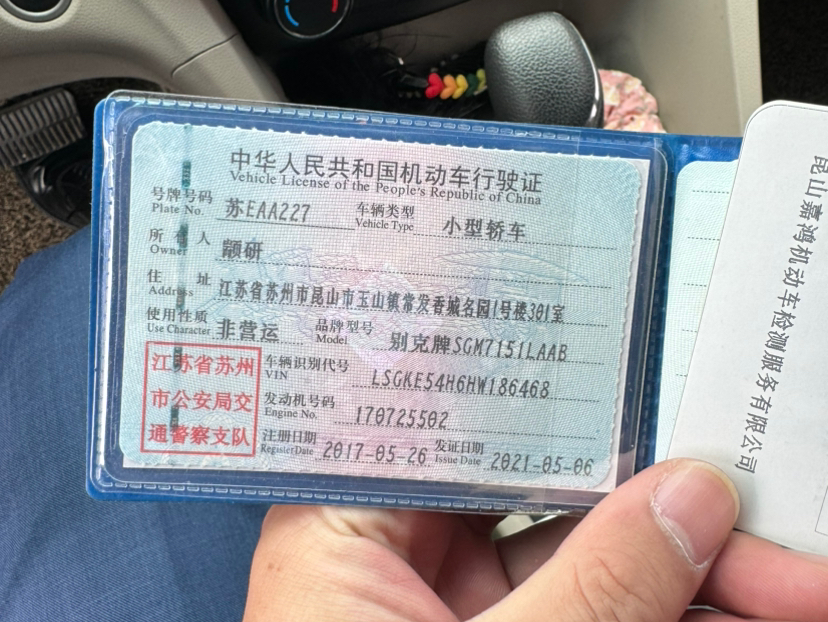 中华人民共和国机动车行驶证
Vehicle License of the People's Republic of China
号牌号码 苏EAA227 车辆类型 小型轿车
Plate No. Vehicle Type
所有人 颛研
Owner
住址 江苏省苏州市昆山市玉山镇常发香城名园1号楼301室
Address
使用性质 非营运 品牌型号 别克牌SGM7151LAAB
Use Character Model
江苏省苏州
市公安局交
通警察支队
车辆识别代号 LSGKE54H6HW186468
VIN
发动机号码 170725502
Engine No.
注册日期 2017-05-26 发证日期 2021-05-06
Register Date Issue Date
昆山嘉鸿机动车检测服务有限公司